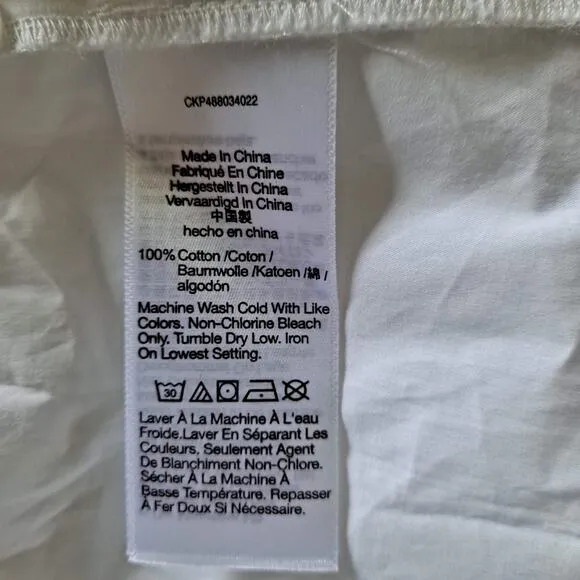 CKP488034022
Made In China
Fabriqué En Chine
Hergestellt In China
Vervaardigd In China
中国製
hecho en china
100% Cotton /Coton /
Baumwolle /Katoen /綿 /
algodón
Machine Wash Cold With Like
Colors. Non-Chlorine Bleach
Only. Tumble Dry Low. Iron
On Lowest Setting.
30
Laver À La Machine À L'eau
Froide.Laver En Séparant Les
Couleurs. Seulement Agent
De Blanchiment Non-Chlore.
Sécher À La Machine À
Basse Température. Repasser
À Fer Doux Si Nécessaire.